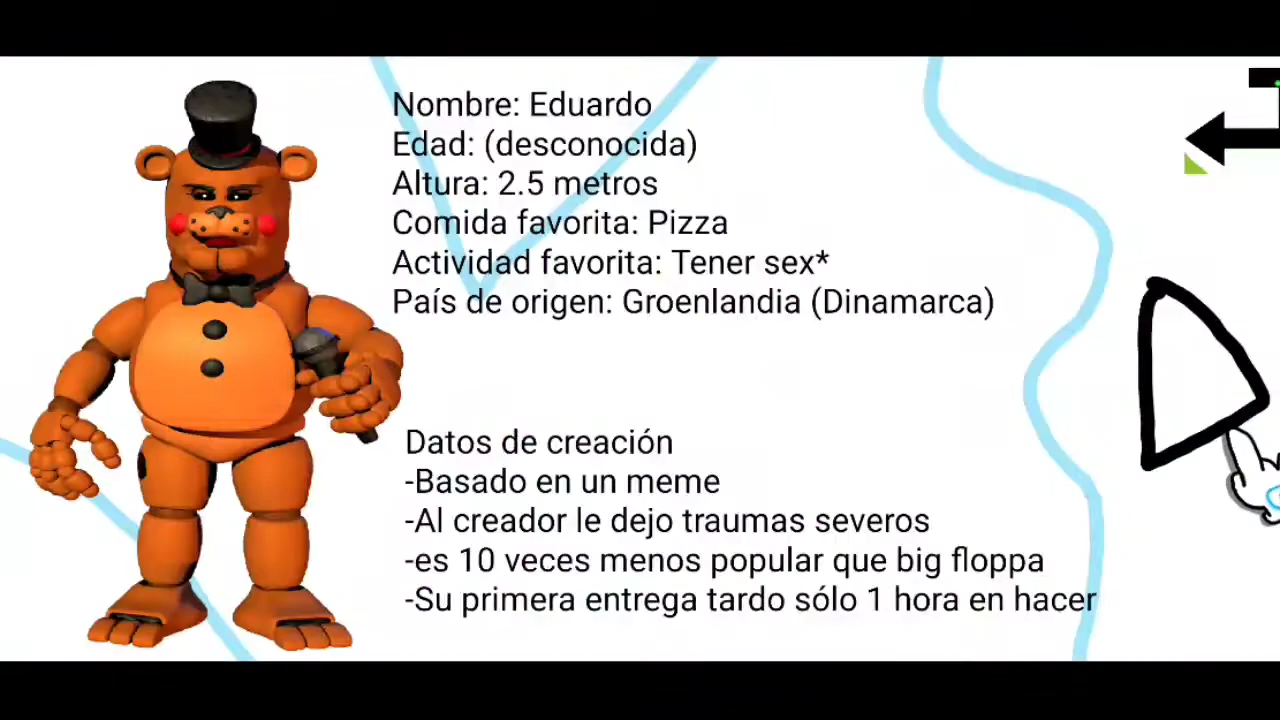 Nombre: Eduardo
Edad: (desconocida)
Altura: 2.5 metros
Comida favorita: Pizza
Actividad favorita: Tener sex*
País de origen: Groenlandia (Dinamarca)
Datos de creación
-Basado en un meme
-Al creador le dejo traumas severos
-es 10 veces menos popular que big floppa
-Su primera entrega tardo sólo 1 hora en hacer